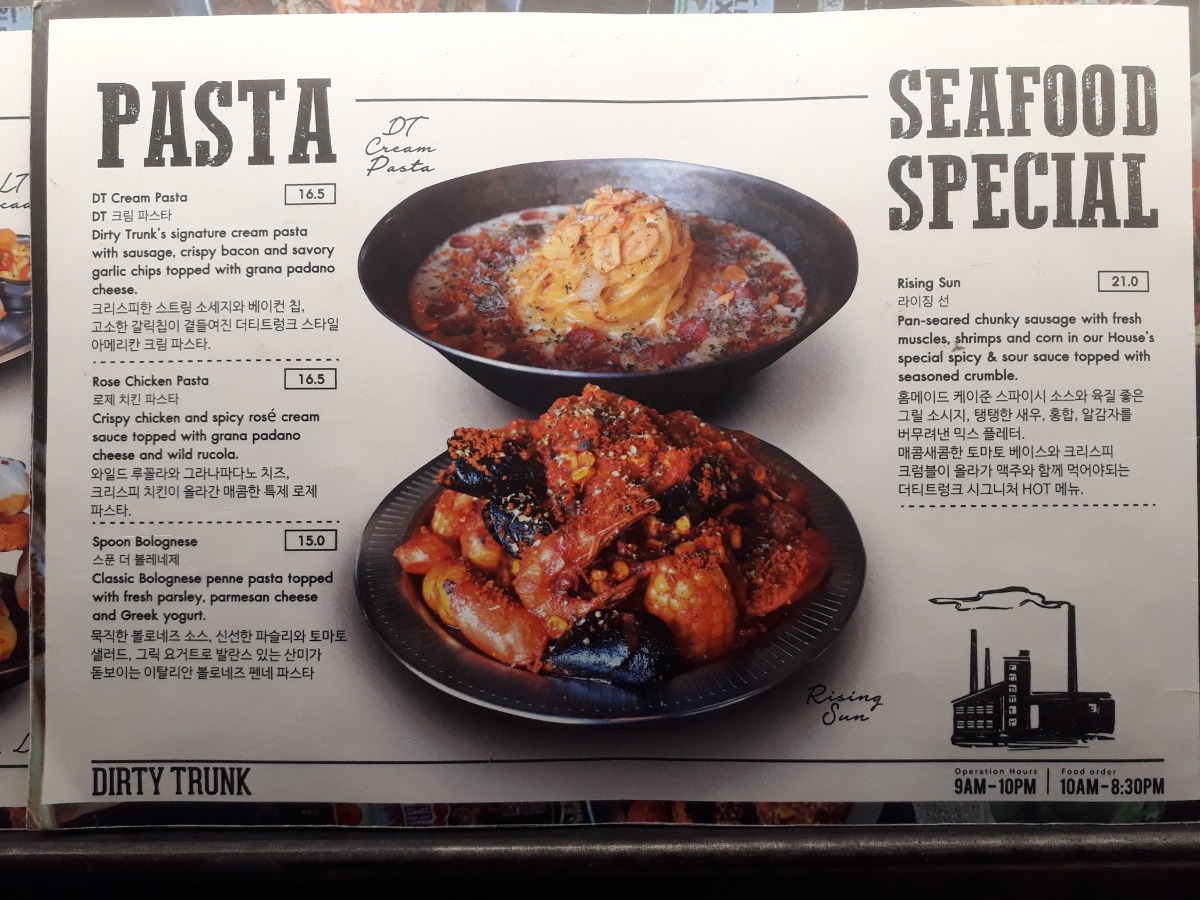 PASTA
DT Cream Pasta 16.5
DT 크림 파스타
Dirty Trunk's signature cream pasta
with sausage, crispy bacon and savory
garlic chips topped with grana padano
cheese.
크리스피한 스트링 소세지와 베이컨 칩,
고소한 갈릭칩이 곁들여진 더티트렁크 스타일
아메리칸 크림 파스타.
Rose Chicken Pasta 16.5
로제 치킨 파스타
Crispy chicken and spicy rosé cream
sauce topped with grana padano
cheese and wild rucola.
와일드 루꼴라와 그라나파다노 치즈,
크리스피 치킨이 올라간 매콤한 특제 로제
파스타.
Spoon Bolognese 15.0
스푼 더 볼레네제
Classic Bolognese penne pasta topped
with fresh parsley, parmesan cheese
and Greek yogurt.
묵직한 볼로네즈 소스, 신선한 파슬리와 토마토
샐러드, 그릭 요거트로 발란스 있는 산미가
돋보이는 이탈리안 볼로네즈 펜네 파스타
DT
Cream
Pasta
Rising
Sun
SEAFOOD
SPECIAL
Rising Sun 21.0
라이징 선
Pan-seared chunky sausage with fresh
muscles, shrimps and corn in our House's
special spicy & sour sauce topped with
seasoned crumble.
홈메이드 케이준 스파이시 소스와 육질 좋은
그릴 소시지, 탱탱한 새우, 홍합, 알감자를
버무려낸 믹스 플레터.
매콤새콤한 토마토 베이스와 크리스피
크럼블이 올라가 맥주와 함께 먹어야되는
더티트렁크 시그니처 HOT 메뉴.
DIRTY TRUNK
Operation Hours
9AM-10PM
Food order
10AM-8:30PM